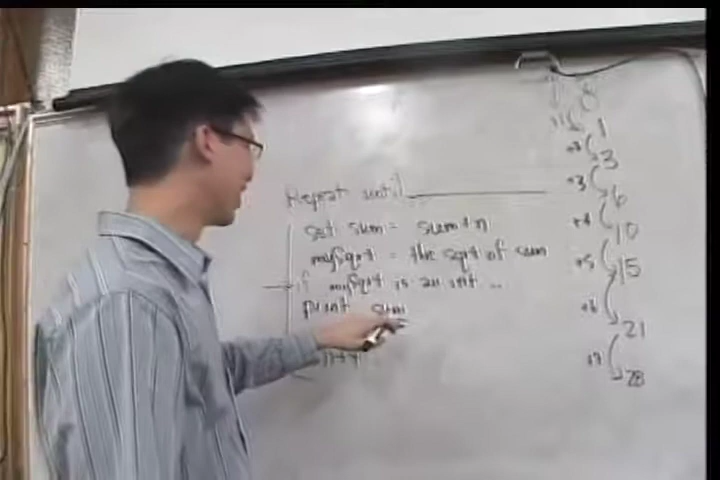 Repeat until
set sum = sum + n
mySqrt = the sqrt of sum
if mySqrt is an int ..
print sum
0
1
+2
3
+3
6
+4
10
+5
15
+6
21
+7
28